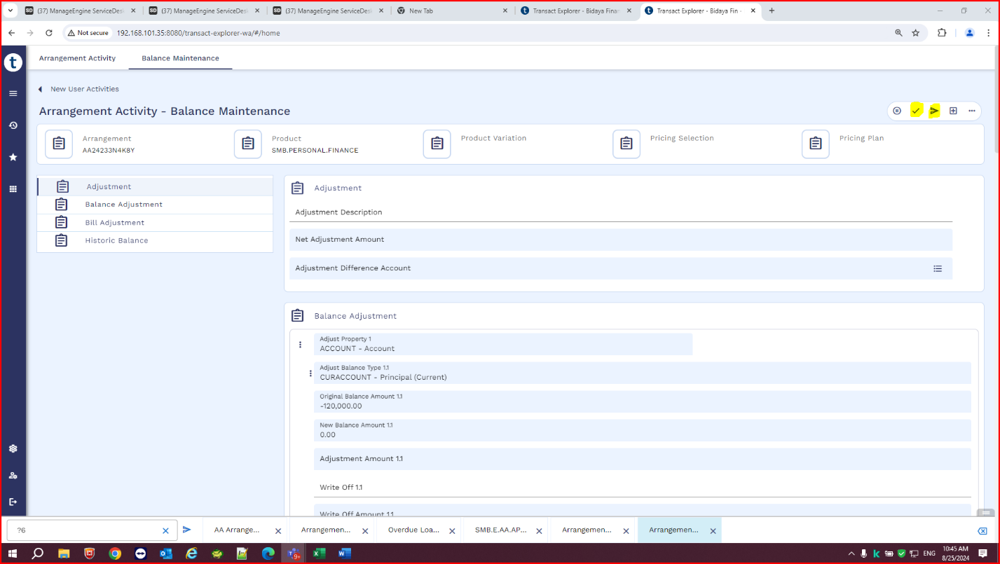 (37) ManageEngine ServiceDesk
(37) ManageEngine ServiceDesk
(37) ManageEngine ServiceDesk
New Tab
Transact Explorer - Bidaya Finan
Transact Explorer - Bidaya Fin -
Not secure
192.168.101.35:8080/transact-explorer-wa/#/home
Arrangement Activity
Balance Maintenance
New User Activities
Arrangement Activity - Balance Maintenance
Arrangement
AA24233N4K8Y
Product
SMB.PERSONAL.FINANCE
Product Variation
Pricing Selection
Pricing Plan
Adjustment
Balance Adjustment
Bill Adjustment
Historic Balance
Adjustment
Adjustment Description
Net Adjustment Amount
Adjustment Difference Account
Balance Adjustment
Adjust Property 1
ACCOUNT - Account
Adjust Balance Type 1.1
CURACCOUNT - Principal (Current)
Original Balance Amount 1.1
-120,000.00
New Balance Amount 1.1
0.00
Adjustment Amount 1.1
Write Off 1.1
Write Off Amount 1.1
?6
AA Arrange...
Arrangemen...
Overdue Loa...
SMB.E.AA.AP...
Arrangemen...
Arrangemen...
ENG
10:45 AM
8/25/2024